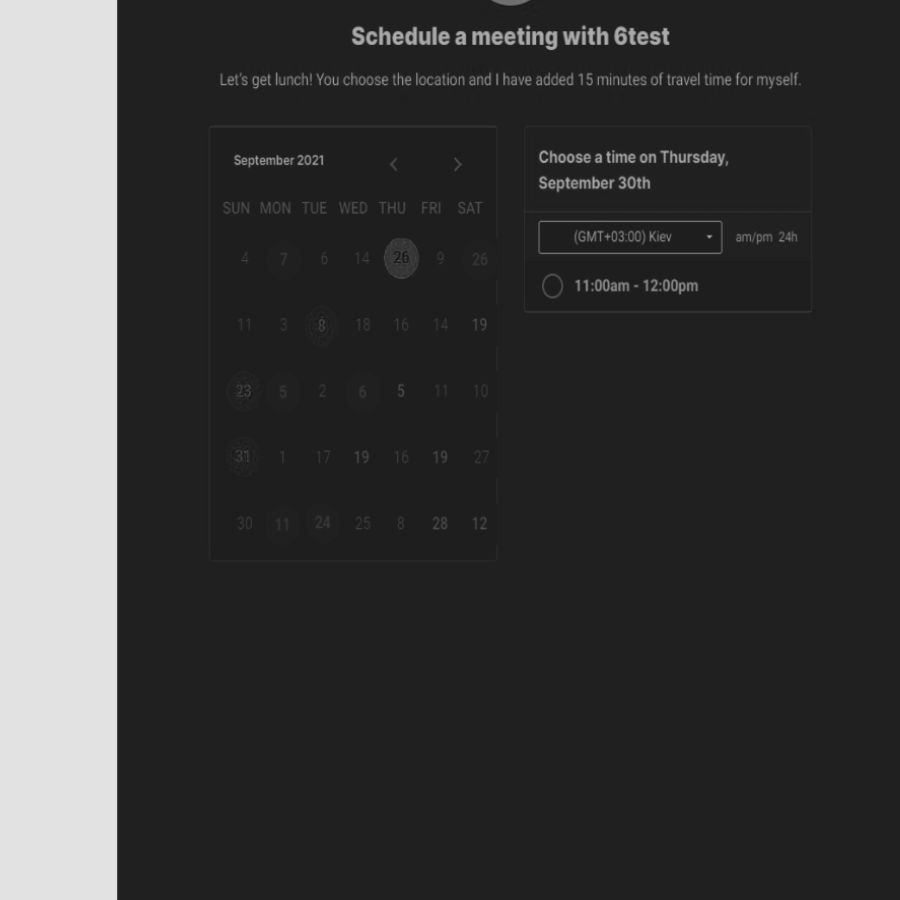 Schedule a meeting with 6test
Let's get lunch! You choose the location and I have added 15 minutes of travel time for myself.
September 2021
SUN MON TUE WED THU FRI SAT
4 7 6 14 26 9 26
11 3 8 18 16 14 19
23 5 2 6 5 11 10
31 1 17 19 16 19 27
30 11 24 25 8 28 12
Choose a time on Thursday,
September 30th
(GMT+03:00) Kiev am/pm 24h
11:00am - 12:00pm